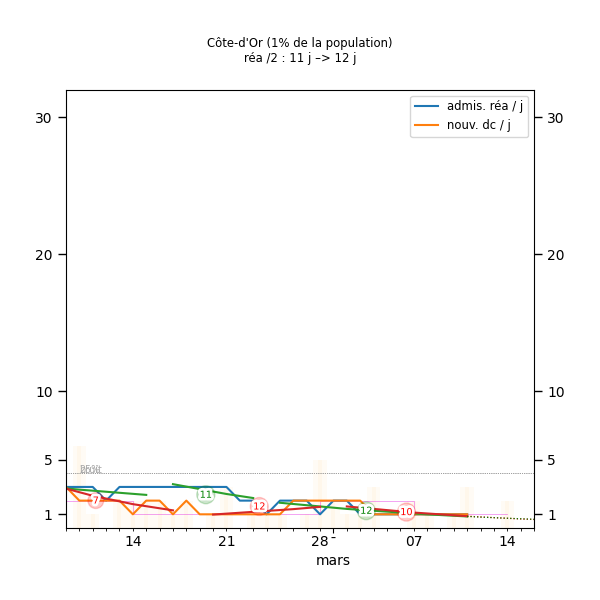 Côte-d'Or (1% de la population)
réa /2 : 11 j –> 12 j
admis. réa / j
nouv. dc / j
30 30
20 20
10 10
5 5
1 1
7 11 12 12 10
14 21 28 07 14
mars